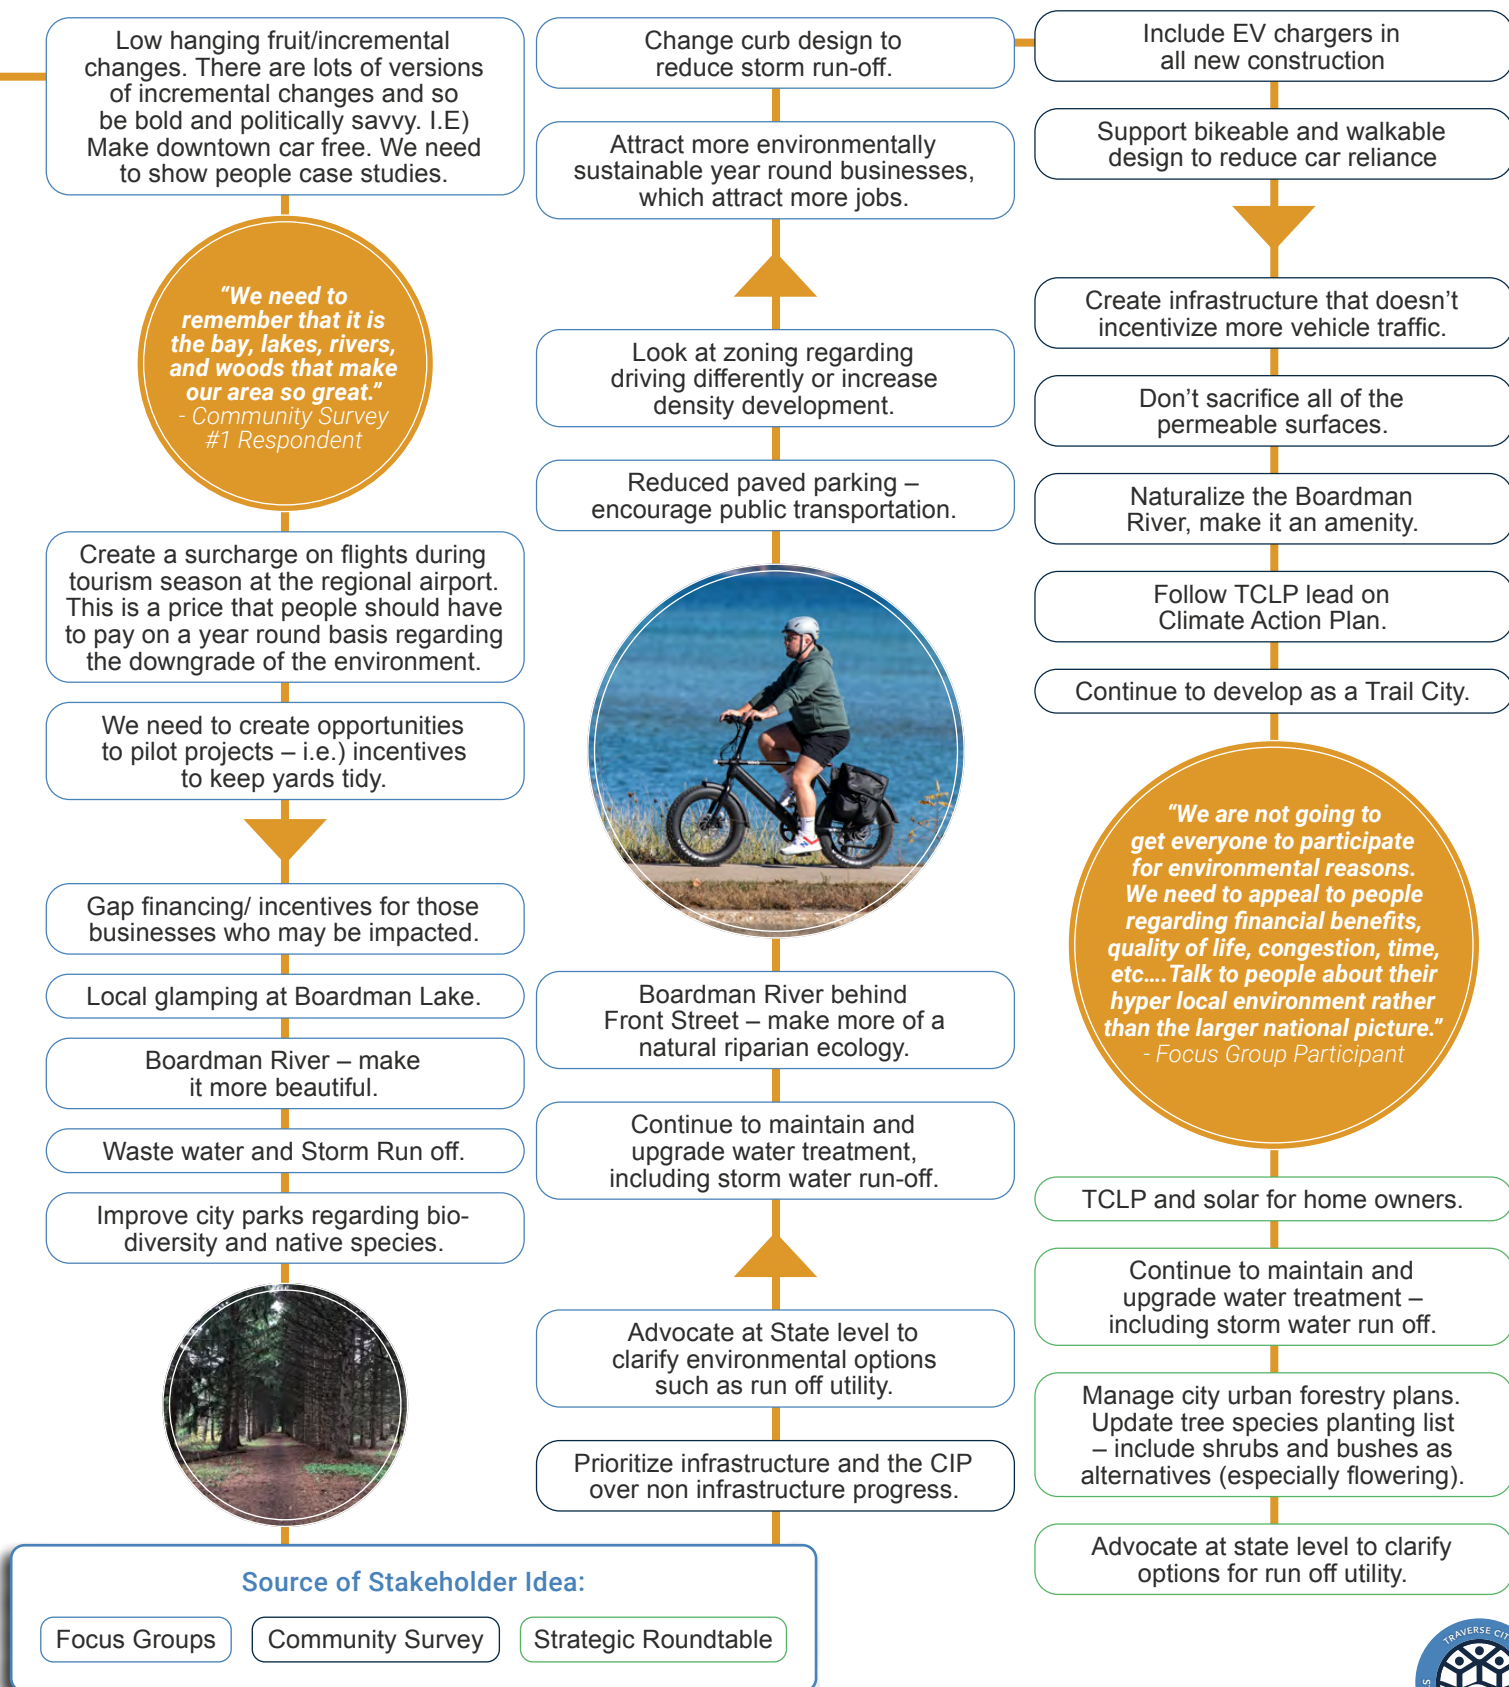 Low hanging fruit/incremental
changes. There are lots of versions
of incremental changes and so
be bold and politically savvy. I.E)
Make downtown car free. We need
to show people case studies.
“We need to
remember that it is
the bay, lakes, rivers,
and woods that make
our area so great.”
- Community Survey
#1 Respondent
Create a surcharge on flights during
tourism season at the regional airport.
This is a price that people should have
to pay on a year round basis regarding
the downgrade of the environment.
We need to create opportunities
to pilot projects – i.e.) incentives
to keep yards tidy.
Gap financing/ incentives for those
businesses who may be impacted.
Local glamping at Boardman Lake.
Boardman River – make
it more beautiful.
Waste water and Storm Run off.
Improve city parks regarding bio-
diversity and native species.
Change curb design to
reduce storm run-off.
Attract more environmentally
sustainable year round businesses,
which attract more jobs.
Look at zoning regarding
driving differently or increase
density development.
Reduced paved parking –
encourage public transportation.
Boardman River behind
Front Street – make more of a
natural riparian ecology.
Continue to maintain and
upgrade water treatment,
including storm water run-off.
Advocate at State level to
clarify environmental options
such as run off utility.
Prioritize infrastructure and the CIP
over non infrastructure progress.
Include EV chargers in
all new construction
Support bikeable and walkable
design to reduce car reliance
Create infrastructure that doesn’t
incentivize more vehicle traffic.
Don’t sacrifice all of the
permeable surfaces.
Naturalize the Boardman
River, make it an amenity.
Follow TCLP lead on
Climate Action Plan.
Continue to develop as a Trail City.
“We are not going to
get everyone to participate
for environmental reasons.
We need to appeal to people
regarding financial benefits,
quality of life, congestion, time,
etc....Talk to people about their
hyper local environment rather
than the larger national picture.”
- Focus Group Participant
TCLP and solar for home owners.
Continue to maintain and
upgrade water treatment –
including storm water run off.
Manage city urban forestry plans.
Update tree species planting list
– include shrubs and bushes as
alternatives (especially flowering).
Advocate at state level to clarify
options for run off utility.
Source of Stakeholder Idea:
Focus Groups
Community Survey
Strategic Roundtable
TRAVERSE